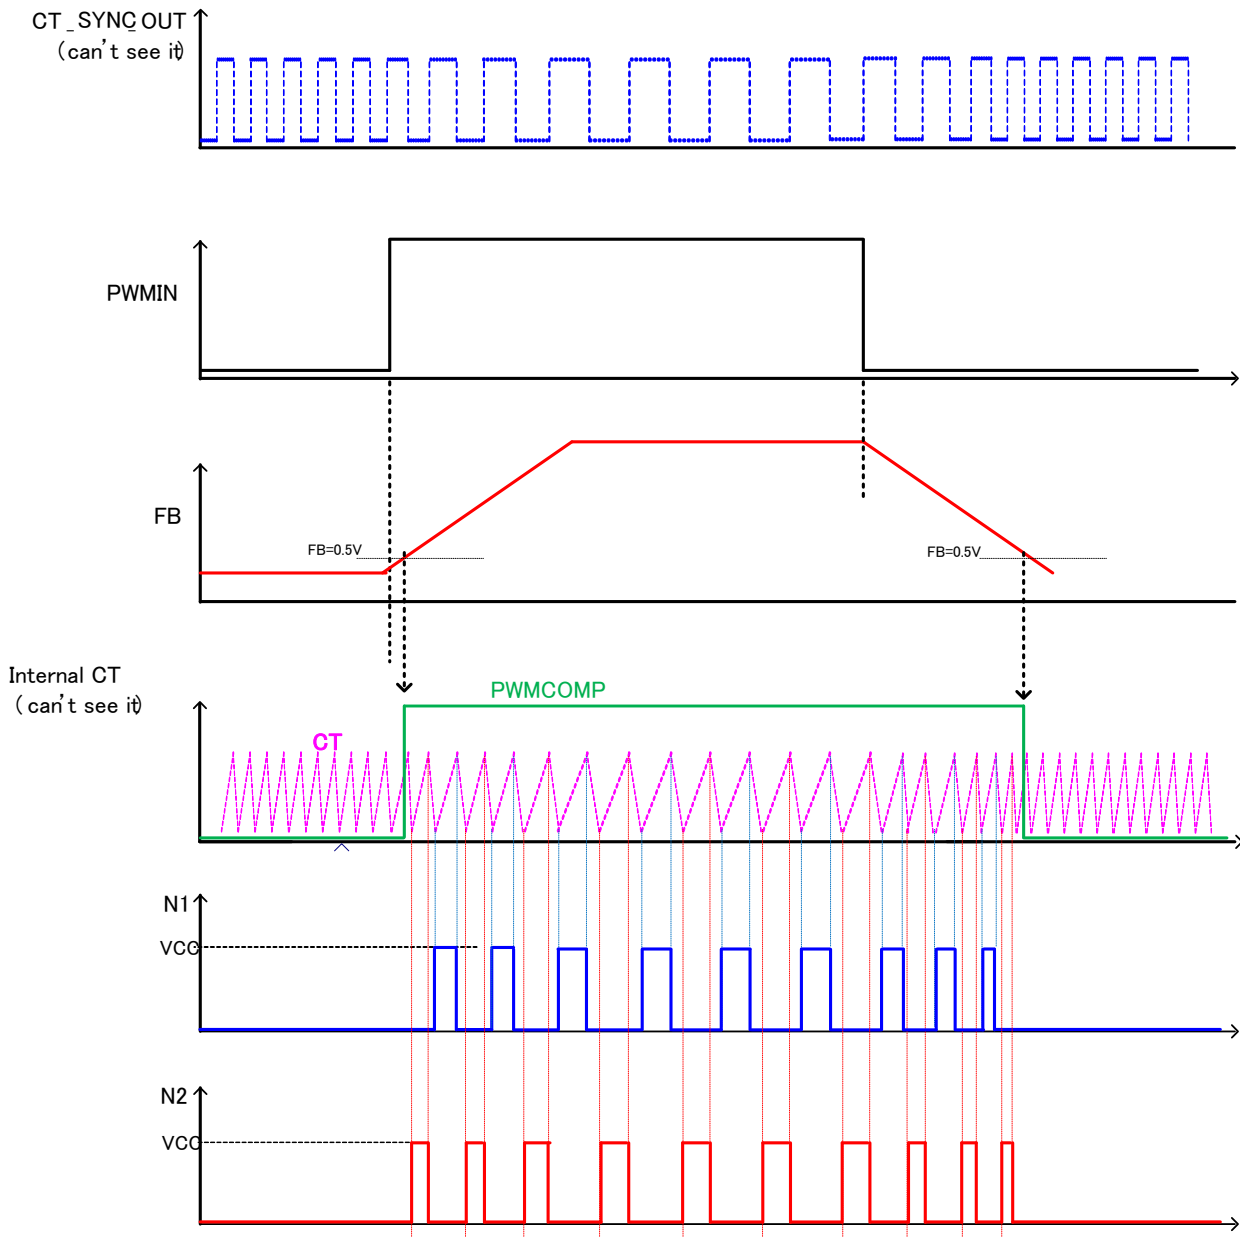 CT_SYNC OUT
(can't see it)
PWMIN
FB
FB=0.5V
FB=0.5V
Internal CT
(can't see it)
PWMCOMP
CT
N1
VCC
N2
VCC